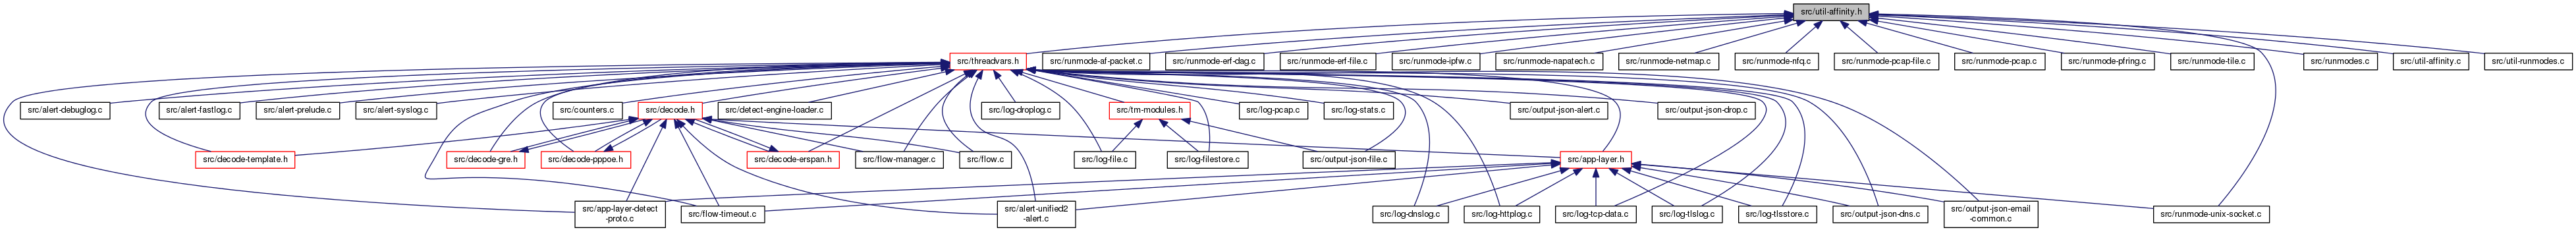 src/util-affinity.h
src/threadvars.h
src/runmode-af-packet.c
src/runmode-erf-dag.c
src/runmode-erf-file.c
src/runmode-ipfw.c
src/runmode-napatech.c
src/runmode-netmap.c
src/runmode-nfq.c
src/runmode-pcap-file.c
src/runmode-pcap.c
src/runmode-pfring.c
src/runmode-tile.c
src/runmodes.c
src/util-affinity.c
src/util-runmodes.c
src/alert-debuglog.c
src/alert-fastlog.c
src/alert-prelude.c
src/alert-syslog.c
src/counters.c
src/decode.h
src/detect-engine-loader.c
src/log-droplog.c
src/tm-modules.h
src/log-pcap.c
src/log-stats.c
src/output-json-alert.c
src/output-json-drop.c
src/decode-template.h
src/decode-gre.h
src/decode-pppoe.h
src/decode-erspan.h
src/flow-manager.c
src/flow.c
src/log-file.c
src/log-filestore.c
src/output-json-file.c
src/app-layer.h
src/app-layer-detect
-proto.c
src/flow-timeout.c
src/alert-unified2
-alert.c
src/log-dnslog.c
src/log-httplog.c
src/log-tcp-data.c
src/log-tlslog.c
src/log-tlsstore.c
src/output-json-dns.c
src/output-json-email
-common.c
src/runmode-unix-socket.c